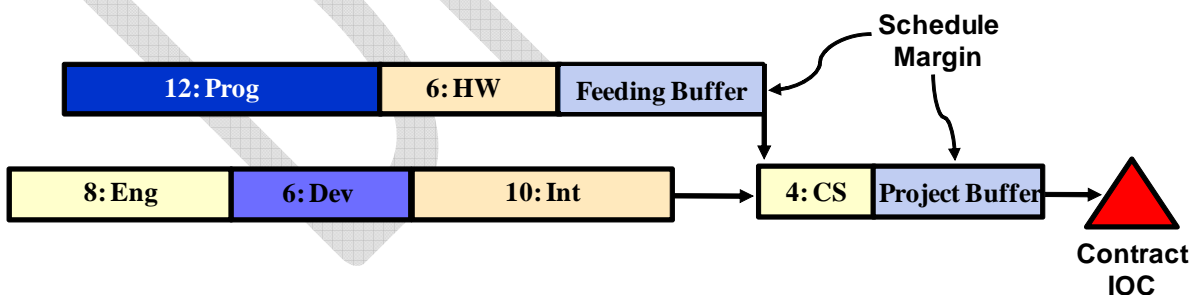 Schedule
Margin
12: Prog 6: HW Feeding Buffer
8: Eng 6: Dev 10: Int 4: CS Project Buffer
Contract
IOC